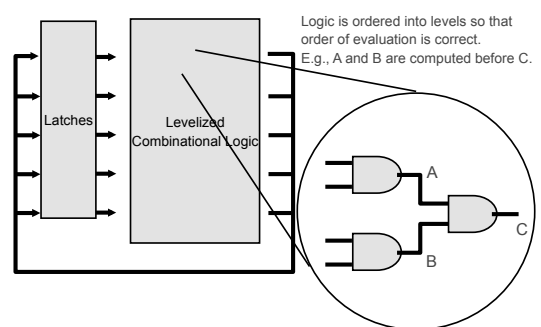 Logic is ordered into levels so that
order of evaluation is correct.
E.g., A and B are computed before C.
Latches
Levelized
Combinational Logic
A
C
B